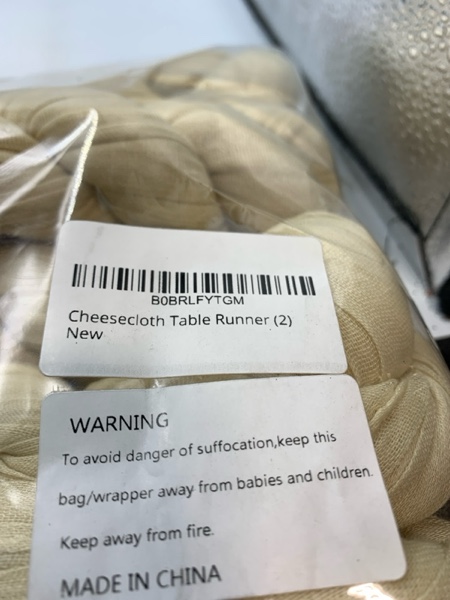 B0BRLFYTGM
Cheesecloth Table Runner (2)
New
WARNING
To avoid danger of suffocation,keep this
bag/wrapper away from babies and children.
Keep away from fire.
MADE IN CHINA